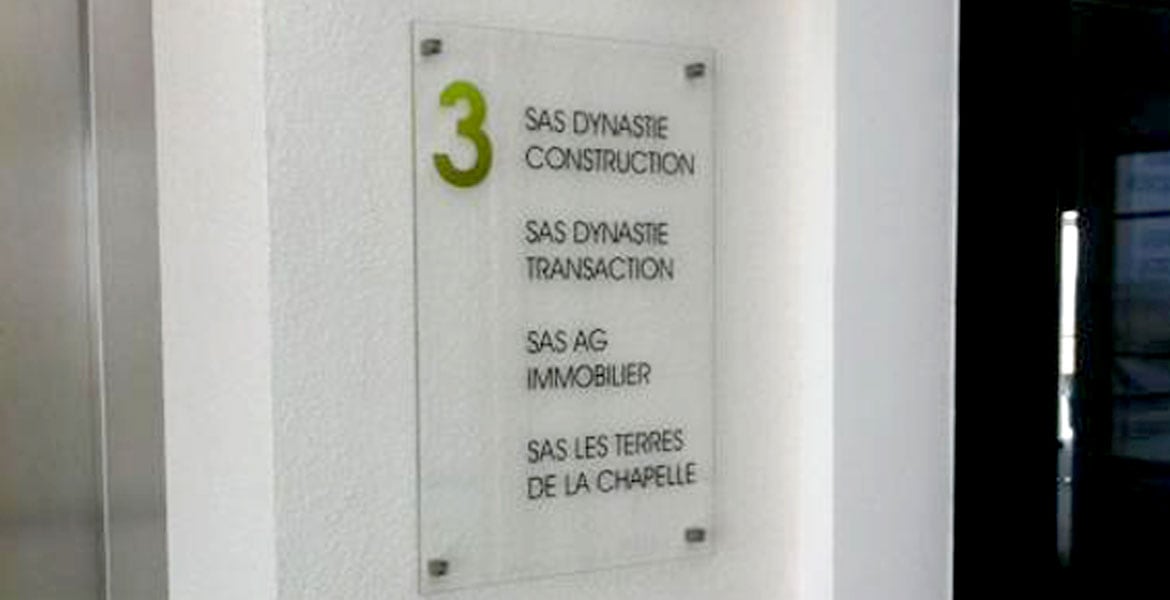 3
SAS DYNASTIE
CONSTRUCTION
SAS DYNASTIE
TRANSACTION
SAS AG
IMMOBILIER
SAS LES TERRES
DE LA CHAPELLE